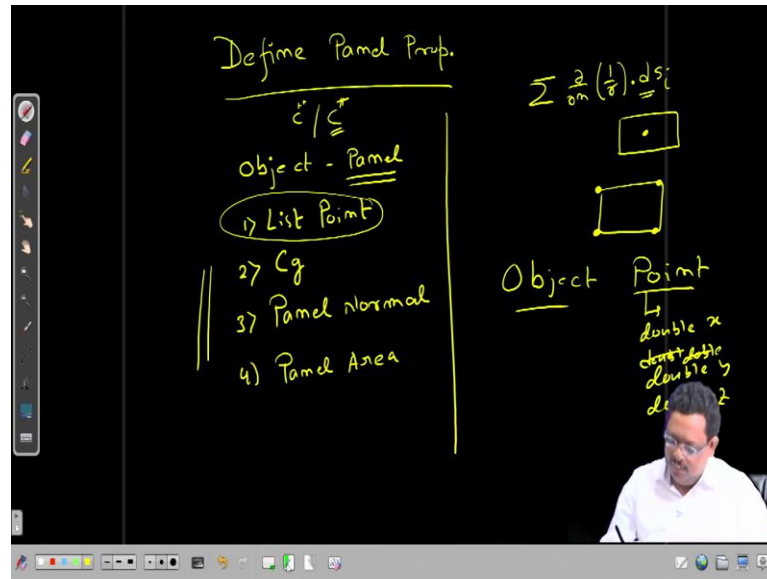 Define Panel Prop.
c⁺⁺ / c#
Object - Panel
1) List Point
2) Cg
3) Panel Normal
4) Panel Area
∑ ∂/∂n (1/r) . ds i
Object Point
double x
double y
z